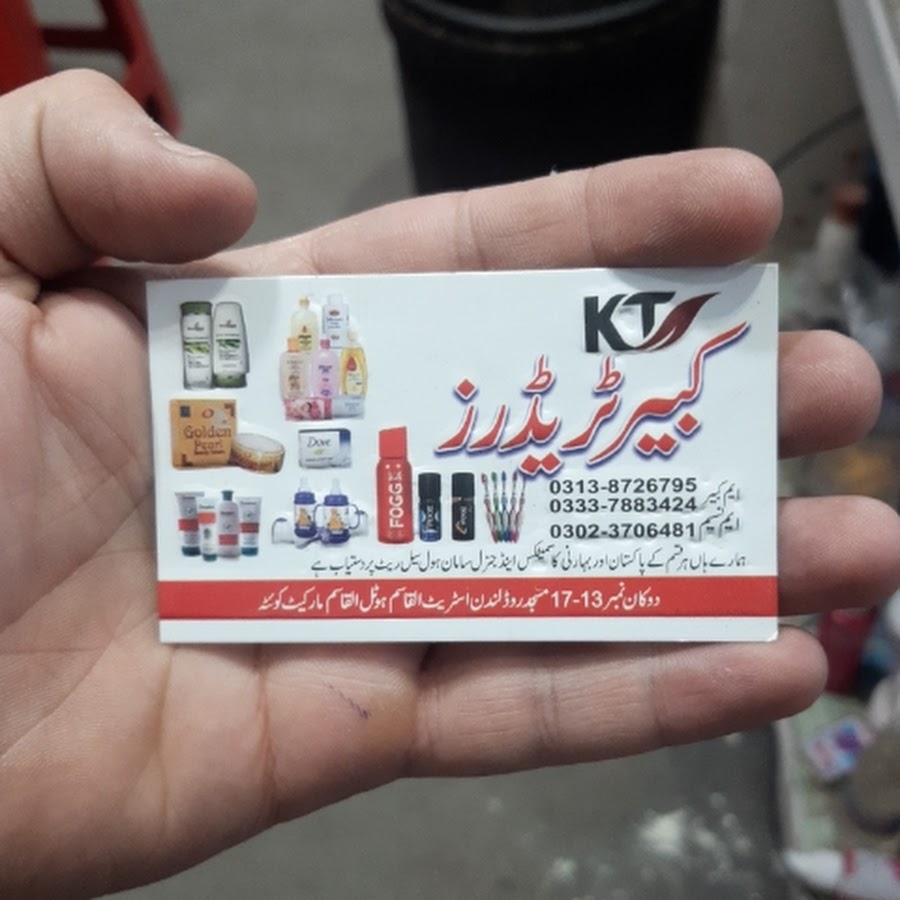 KT
کبیر ٹریڈرز
0313-8726795
0333-7883424 ایم کبیر
0302-3706481 ایم نسیم
ہمارے ہاں ہر قسم کے پاکستان اور بہارتی کاسمیٹکس اینڈ جنرل سامان ہول سیل ریٹ پر دستیاب ہے
دوکان نمبر 13-17 مسجد روڈ لندن اسٹریٹ القاسم ہوٹل القاسم مارکیٹ کوئٹہ
Golden
Pearl
Dove
FOGG